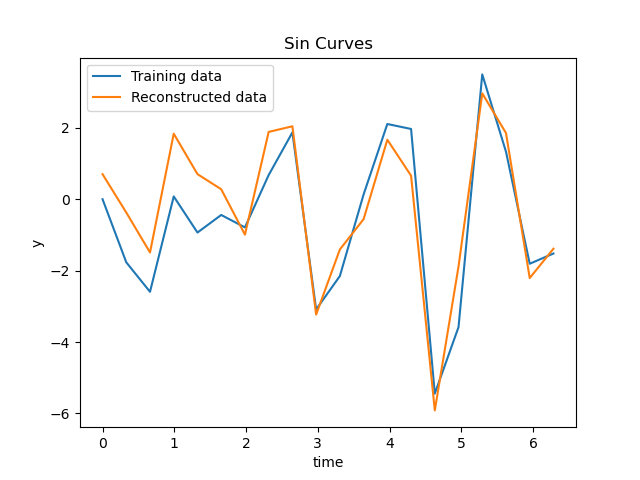 Sin Curves
Training data
Reconstructed data
y
2
0
−2
−4
−6
0 1 2 3 4 5 6
time